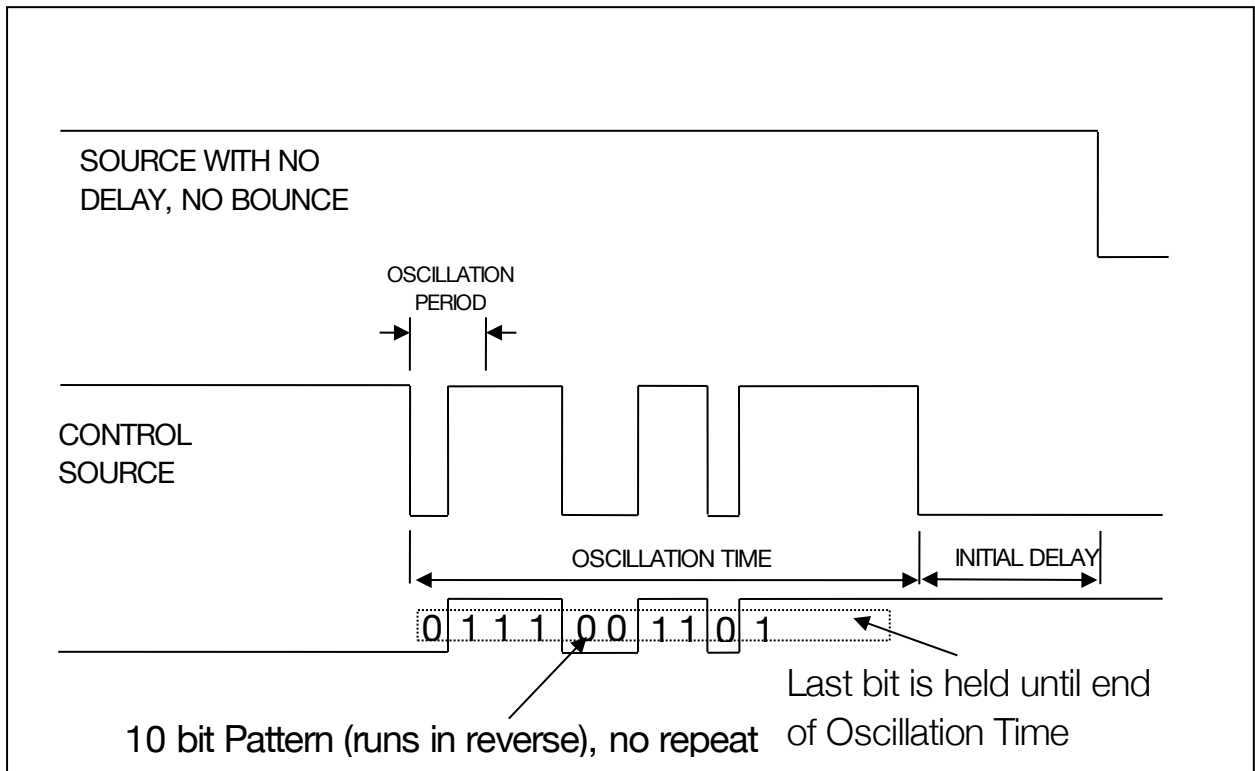 SOURCE WITH NO
DELAY, NO BOUNCE
OSCILLATION
PERIOD
CONTROL
SOURCE
OSCILLATION TIME
INITIAL DELAY
0 1 1 1 0 0 1 1 0 1
Last bit is held until end
of Oscillation Time
10 bit Pattern (runs in reverse), no repeat